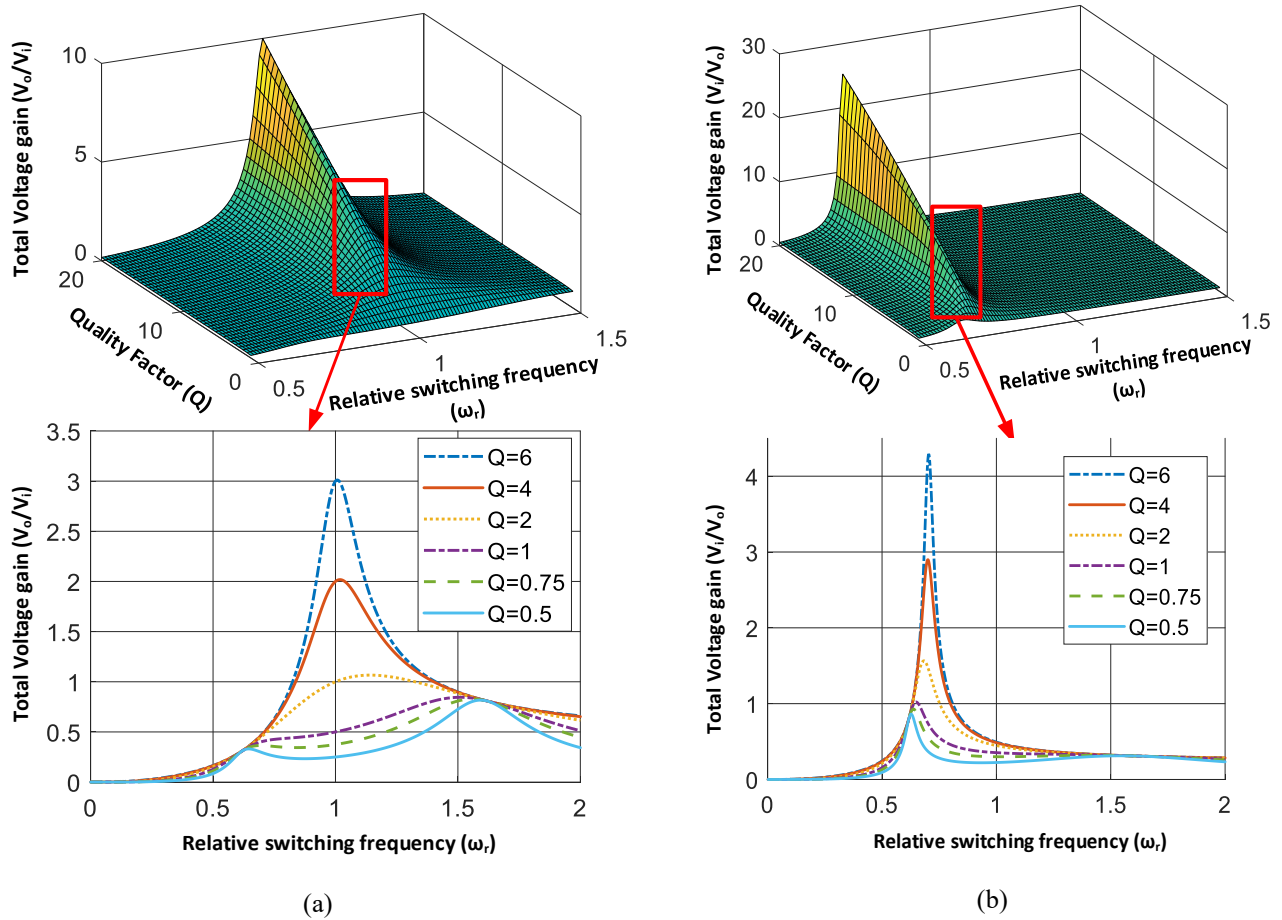 Total Voltage gain (Vₒ/Vᵢ)
10
5
0
20
10
0
Quality Factor (Q)
0.5
1
1.5
Relative switching frequency
(ωᵣ)
Total Voltage gain (Vᵢ/Vₒ)
30
20
10
0
20
10
0
Quality Factor (Q)
0.5
1
1.5
Relative switching frequency
(ωᵣ)
Total Voltage gain (Vₒ/Vᵢ)
3.5
3
2.5
2
1.5
1
0.5
0
0
0.5
1
1.5
2
Q=6
Q=4
Q=2
Q=1
Q=0.75
Q=0.5
Relative switching frequency (ωᵣ)
(a)
Total Voltage gain (Vᵢ/Vₒ)
4
3
2
1
0
0
0.5
1
1.5
2
Q=6
Q=4
Q=2
Q=1
Q=0.75
Q=0.5
Relative switching frequency (ωᵣ)
(b)